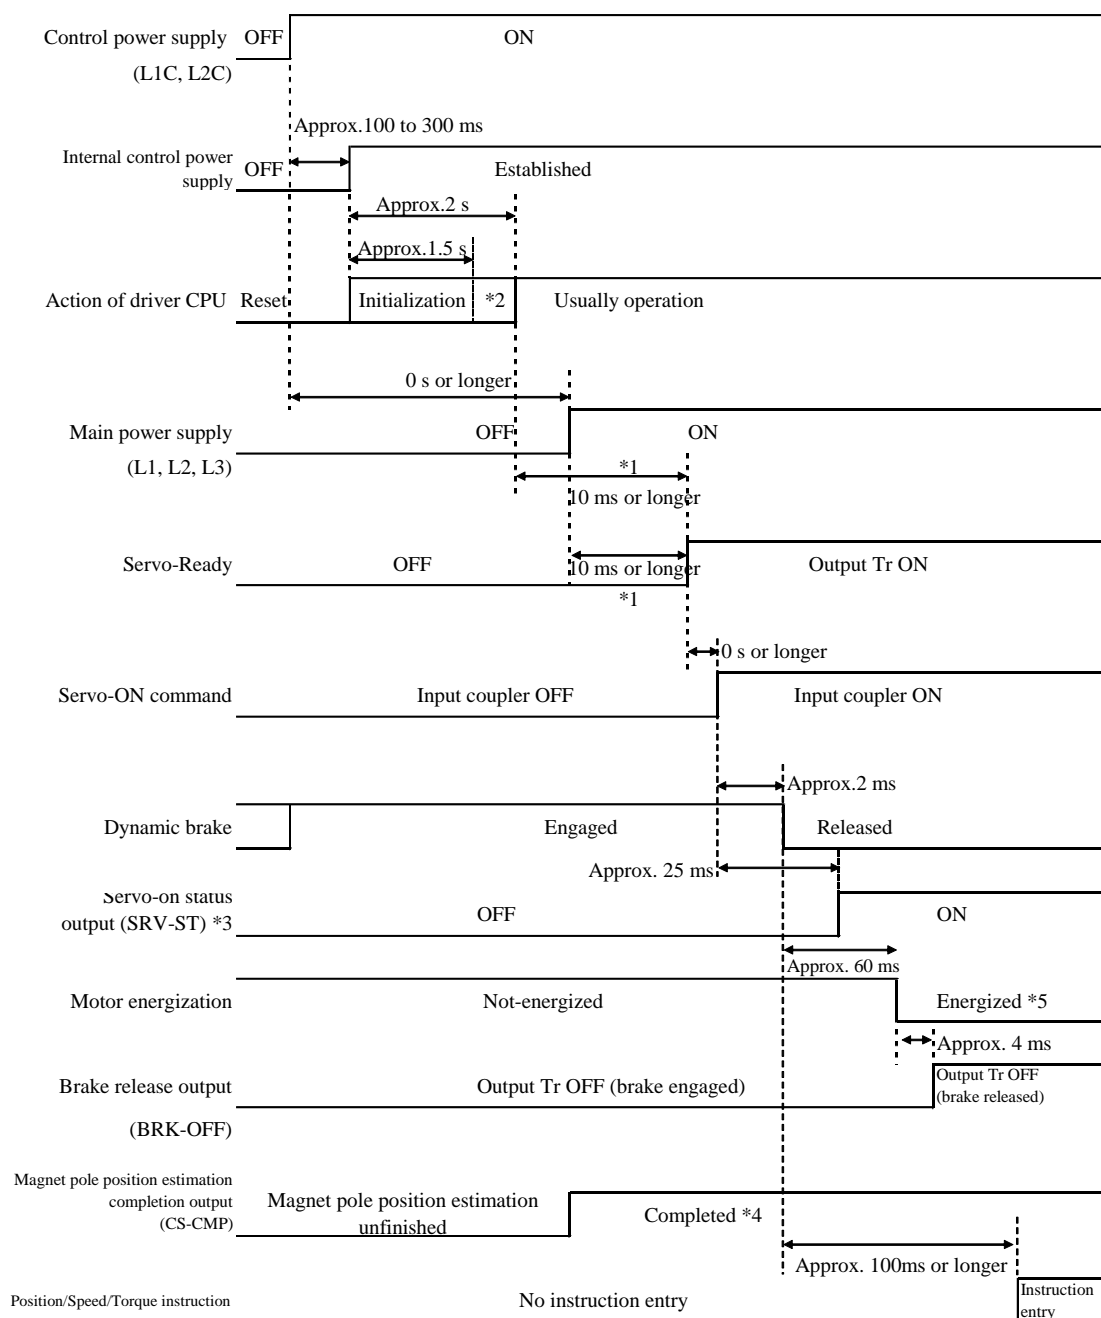 Control power supply OFF ON
(L1C, L2C)
Approx.100 to 300 ms
Internal control power
supply OFF Established
Approx.2 s
Approx.1.5 s
Action of driver CPU Reset Initialization *2 Usually operation
0 s or longer
Main power supply OFF ON
(L1, L2, L3)
*1
10 ms or longer
Servo-Ready OFF 10 ms or longer Output Tr ON
*1
0 s or longer
Servo-ON command Input coupler OFF Input coupler ON
Approx.2 ms
Dynamic brake Engaged Released
Approx. 25 ms
Servo-on status
output (SRV-ST) *3 OFF ON
Approx. 60 ms
Motor energization Not-energized Energized *5
Approx. 4 ms
Brake release output Output Tr OFF (brake engaged) Output Tr OFF
(brake released)
(BRK-OFF)
Magnet pole position estimation
completion output
(CS-CMP)
Magnet pole position estimation
unfinished
Completed *4
Approx. 100ms or longer
Position/Speed/Torque instruction No instruction entry Instruction
entry